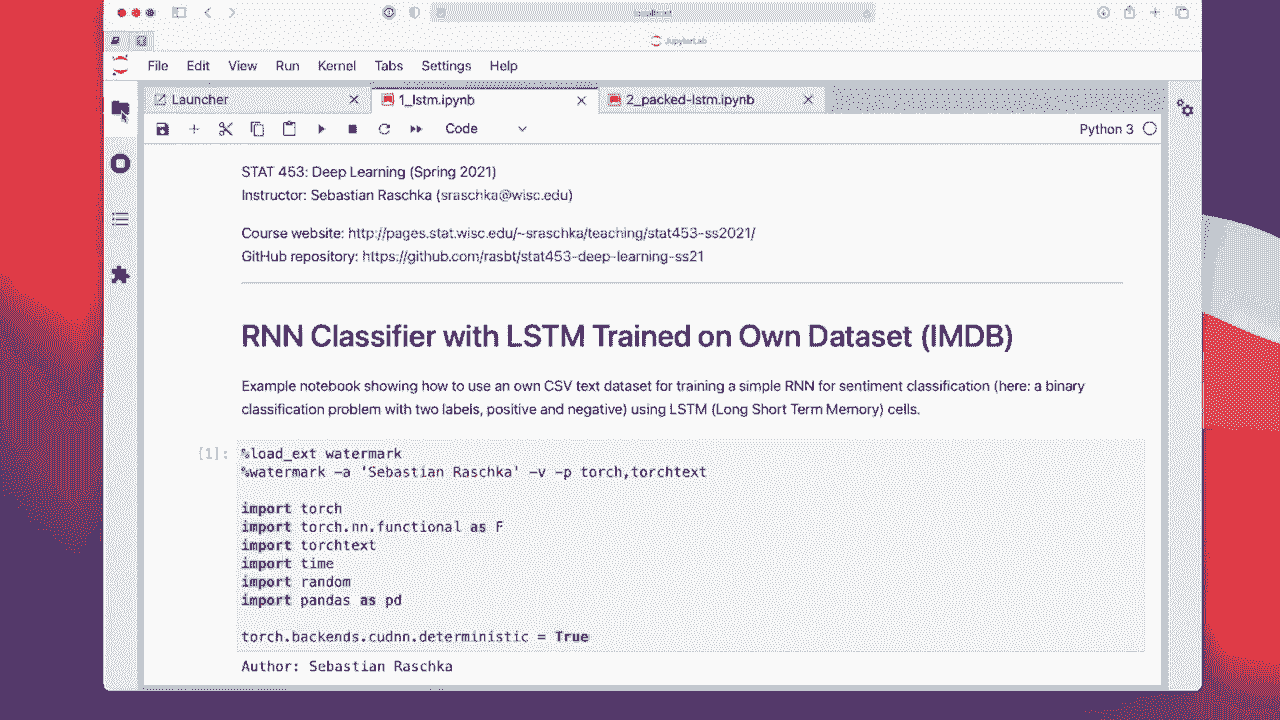 localhost
JupyterLab
File Edit View Run Kernel Tabs Settings Help
Launcher 1_lstm.ipynb 2_packed-lstm.ipynb
Code Python 3
STAT 453: Deep Learning (Spring 2021)
Instructor: Sebastian Raschka (sraschka@wisc.edu)
Course website: http://pages.stat.wisc.edu/~sraschka/teaching/stat453-ss2021/
GitHub repository: https://github.com/rasbt/stat453-deep-learning-ss21
RNN Classifier with LSTM Trained on Own Dataset (IMDB)
Example notebook showing how to use an own CSV text dataset for training a simple RNN for sentiment classification (here: a binary
classification problem with two labels, positive and negative) using LSTM (Long Short Term Memory) cells.
[1]: %load_ext watermark
%watermark -a 'Sebastian Raschka' -v -p torch,torchtext
import torch
import torch.nn.functional as F
import torchtext
import time
import random
import pandas as pd
torch.backends.cudnn.deterministic = True
Author: Sebastian Raschka